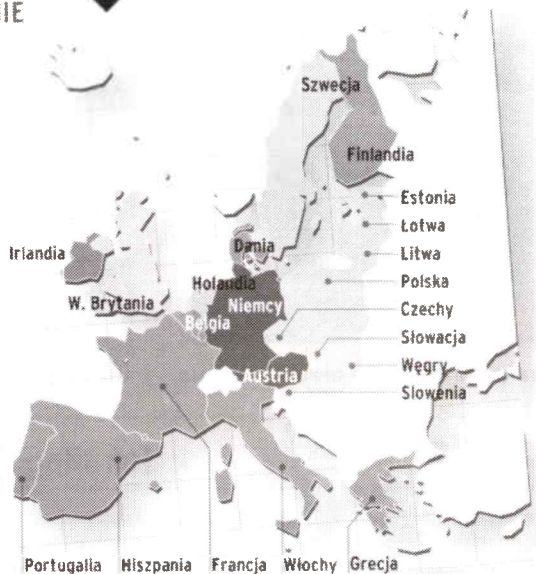 IE
Szwecja
Finlandia
Estonia
Łotwa
Litwa
Polska
Czechy
Słowacja
Węgry
Słowenia
Irlandia
W. Brytania
Dania
Holandia
Niemcy
Belgia
Austria
Portugalia Hiszpania Francja Włochy Grecja